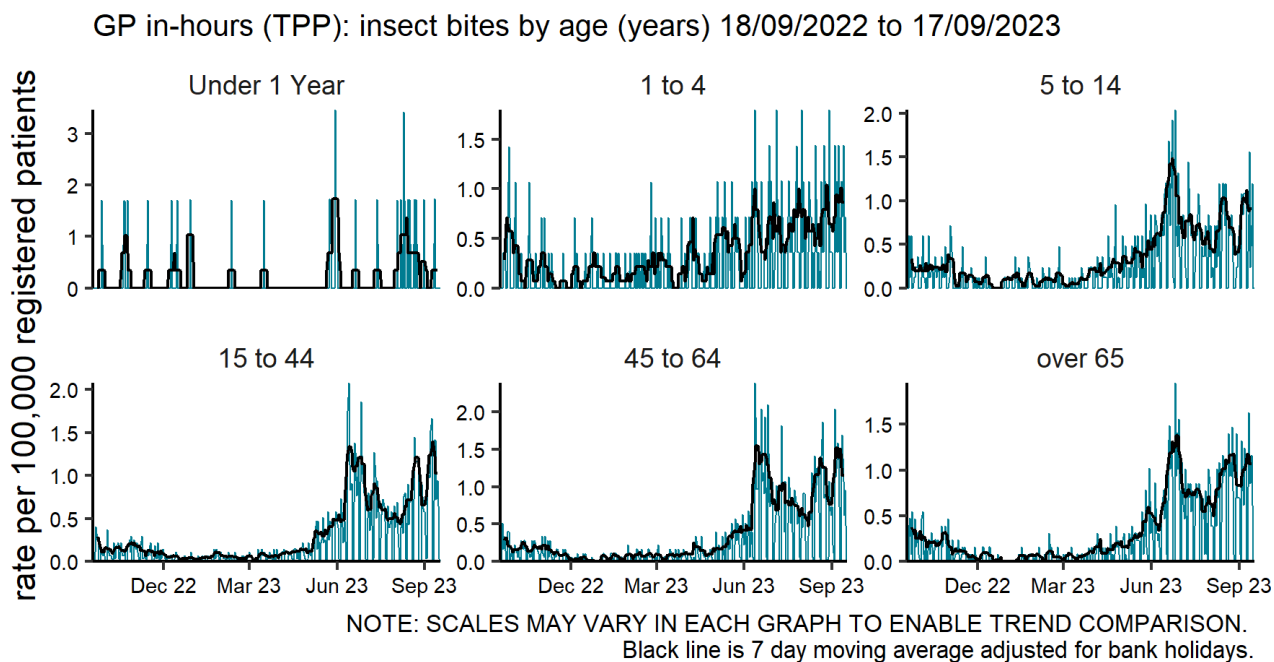 GP in-hours (TPP): insect bites by age (years) 18/09/2022 to 17/09/2023
rate per 100,000 registered patients
Under 1 Year
3
2
1
0
1 to 4
1.5
1.0
0.5
0.0
5 to 14
2.0
1.5
1.0
0.5
0.0
15 to 44
2.0
1.5
1.0
0.5
0.0
Dec 22 Mar 23 Jun 23 Sep 23
45 to 64
2.0
1.5
1.0
0.5
0.0
Dec 22 Mar 23 Jun 23 Sep 23
over 65
1.5
1.0
0.5
0.0
Dec 22 Mar 23 Jun 23 Sep 23
NOTE: SCALES MAY VARY IN EACH GRAPH TO ENABLE TREND COMPARISON.
Black line is 7 day moving average adjusted for bank holidays.